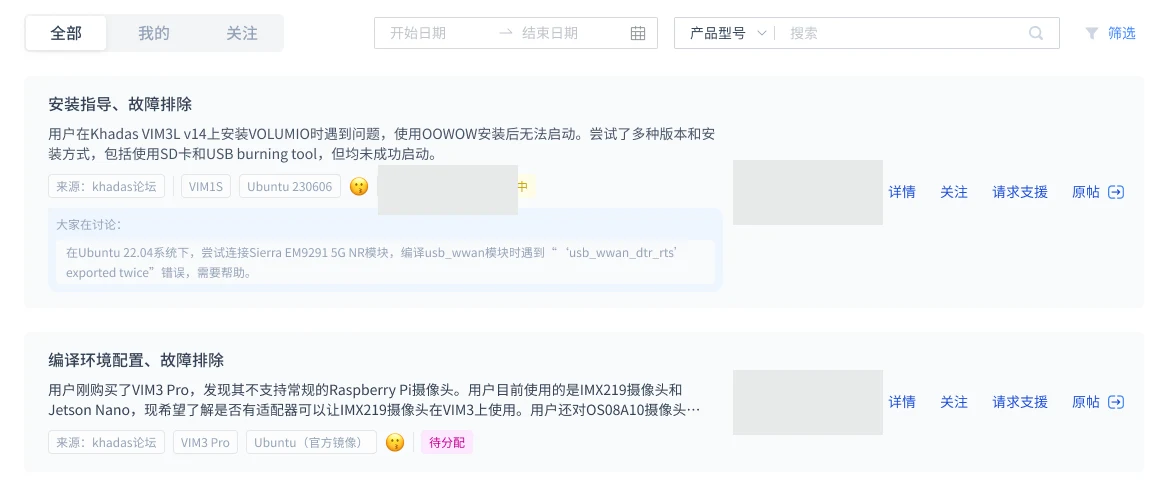 全部 我的 关注 开始日期 结束日期 产品型号 搜索 筛选
安装指导、故障排除
用户在Khadas VIM3L v14上安装VOLUMIO时遇到问题，使用OOWOW安装后无法启动。尝试了多种版本和安
装方式，包括使用SD卡和USB burning tool，但均未成功启动。
来源：khadas论坛 VIM1S Ubuntu 230606 中
详情 关注 请求支援 原帖
大家在讨论：
在Ubuntu 22.04系统下，尝试连接Sierra EM9291 5G NR模块，编译usb_wwan模块时遇到“‘usb_wwan_dtr_rts’
exported twice”错误，需要帮助。
编译环境配置、故障排除
用户刚购买了VIM3 Pro，发现其不支持常规的Raspberry Pi摄像头。用户目前使用的是IMX219摄像头和
Jetson Nano，现希望了解是否有适配器可以让IMX219摄像头在VIM3上使用。用户还对OS08A10摄像头…
详情 关注 请求支援 原帖
来源：khadas论坛 VIM3 Pro Ubuntu（官方镜像） 待分配